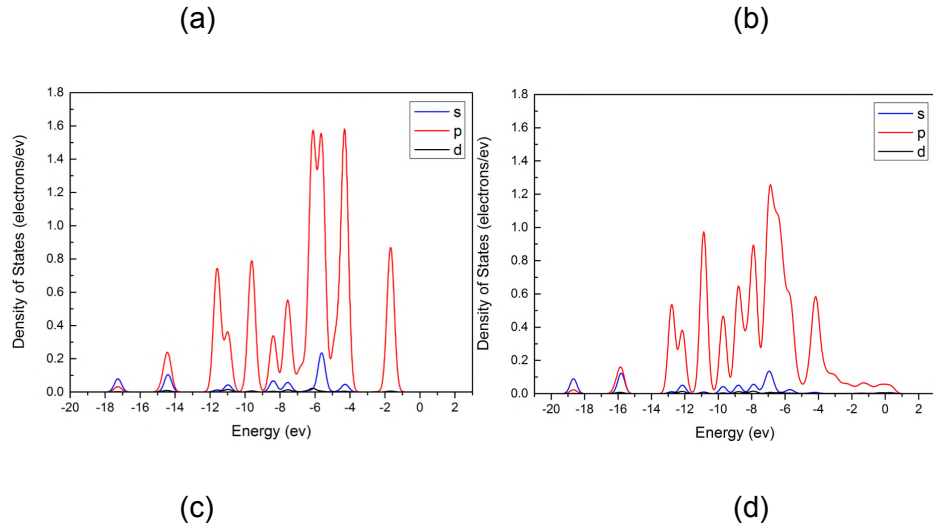 (a)
(b)
1.8
1.6
1.4
1.2
1.0
0.8
0.6
0.4
0.2
0.0
Density of States (electrons/ev)
s
p
d
-20 -18 -16 -14 -12 -10 -8 -6 -4 -2 0 2
Energy (ev)
1.8
1.6
1.4
1.2
1.0
0.8
0.6
0.4
0.2
0.0
Density of States (electrons/ev)
s
p
d
-20 -18 -16 -14 -12 -10 -8 -6 -4 -2 0 2
Energy (ev)
(c)
(d)